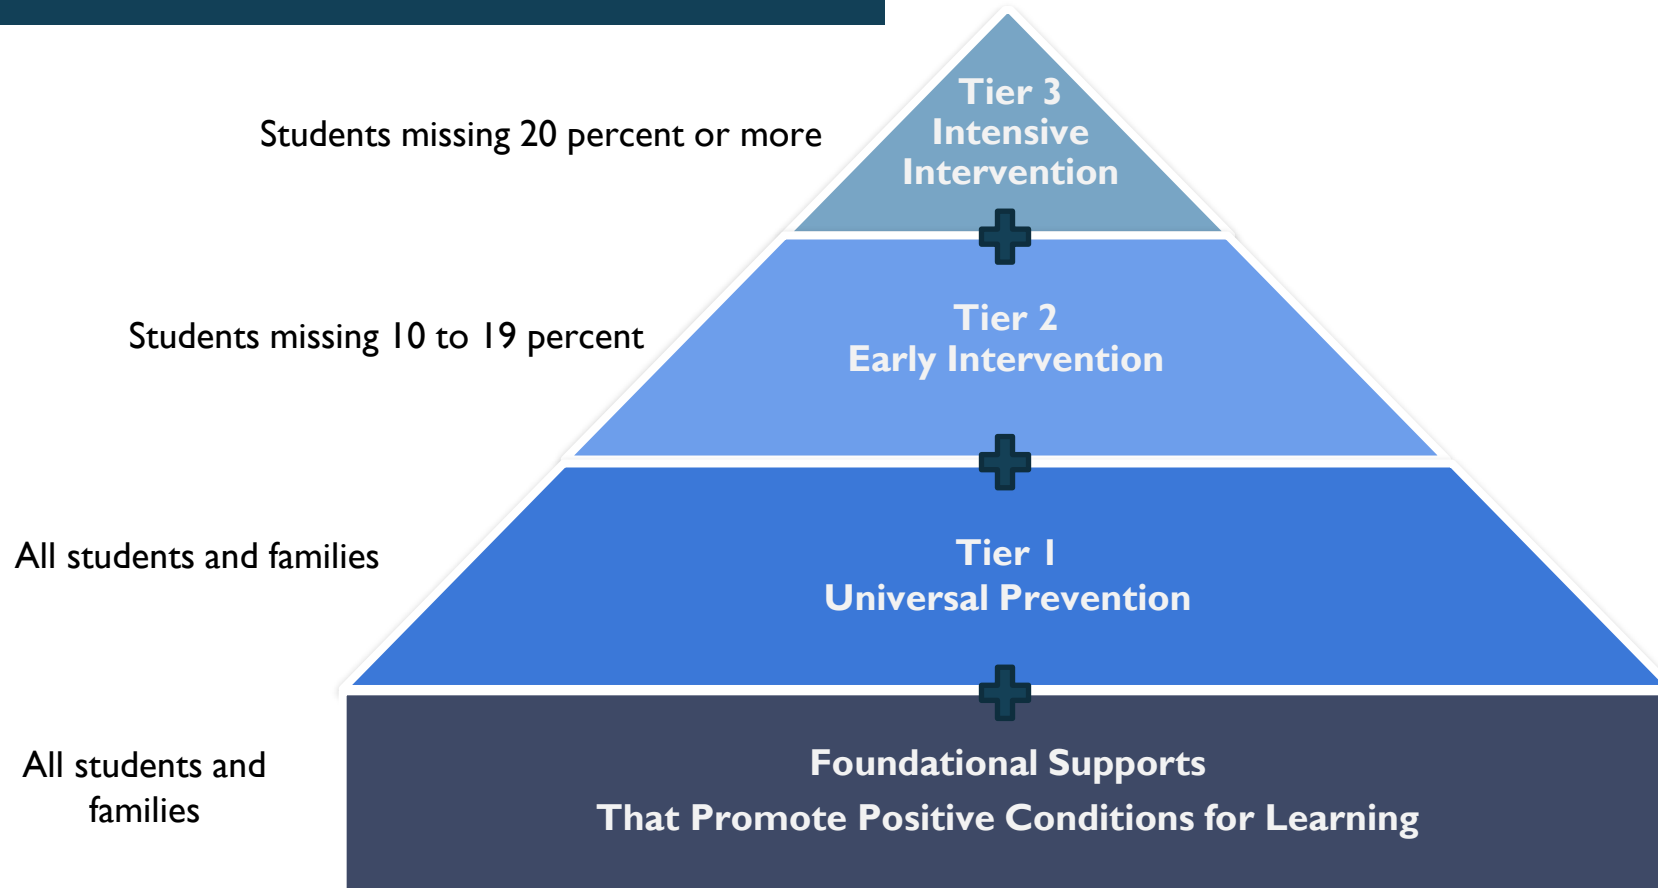 Tier 3
Intensive
Intervention
Students missing 20 percent or more
Tier 2
Early Intervention
Students missing 10 to 19 percent
Tier 1
Universal Prevention
All students and families
Foundational Supports
That Promote Positive Conditions for Learning
All students and
families